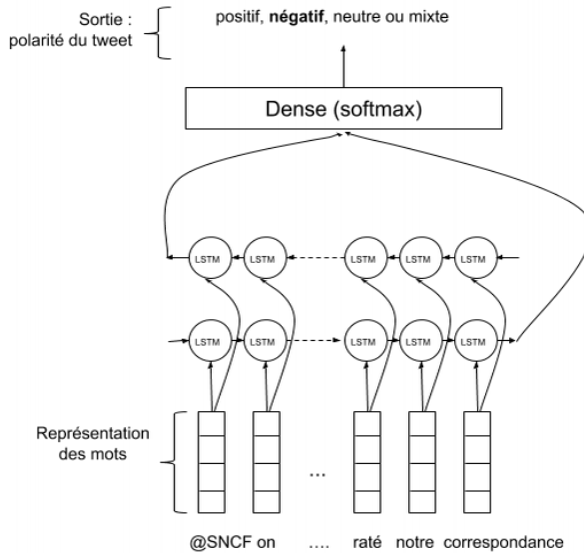 Sortie :
polarité du tweet
positif, négatif, neutre ou mixte
Dense (softmax)
LSTM LSTM LSTM LSTM LSTM
LSTM LSTM LSTM LSTM LSTM
Représentation
des mots
...
@SNCF on .... raté notre correspondance